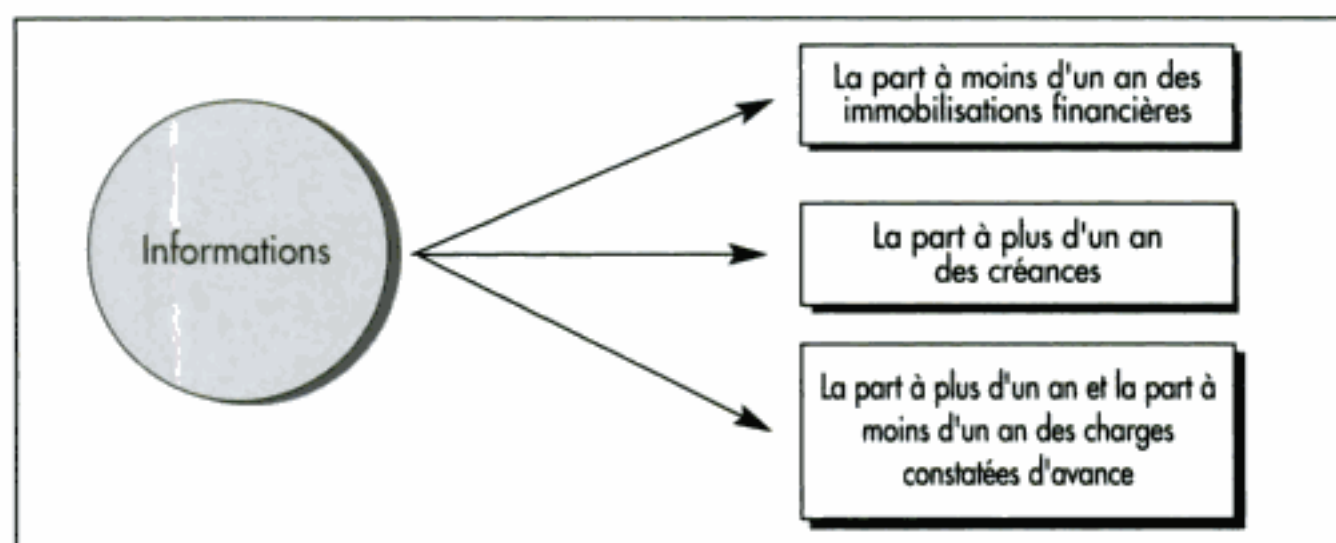 Informations
La part à moins d'un an des
immobilisations financières
La part à plus d'un an
des créances
La part à plus d'un an et la part à
moins d'un an des charges
constatées d'avance